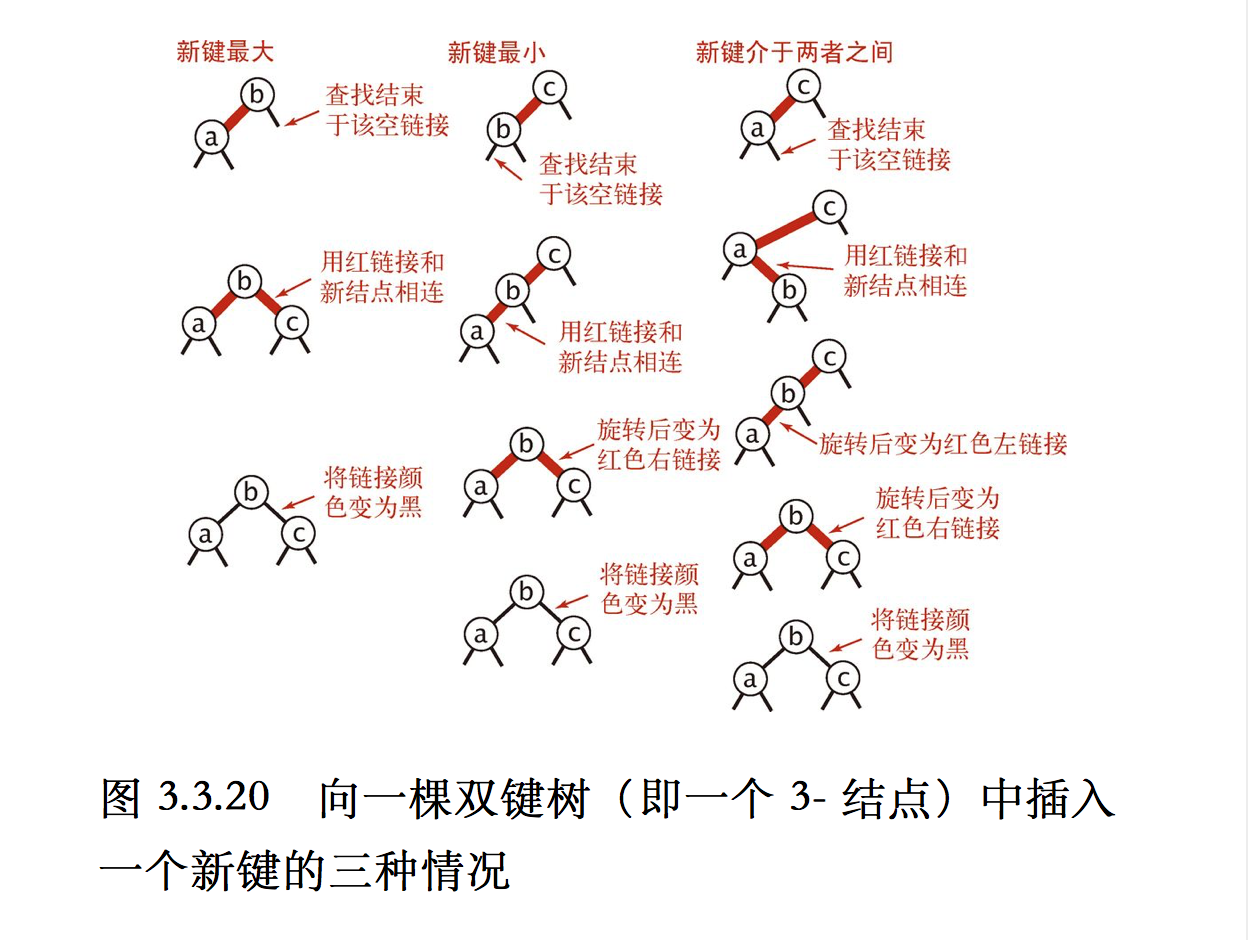 新键最大
b
a
查找结束
于该空链接
b
a
c
用红链接和
新结点相连
b
a
c
将链接颜
色变为黑
新键最小
c
b
查找结束
于该空链接
c
b
a
用红链接和
新结点相连
b
a
c
旋转后变为
红色右链接
b
a
c
将链接颜
色变为黑
新键介于两者之间
c
a
查找结束
于该空链接
c
a
b
用红链接和
新结点相连
c
b
a
旋转后变为红色左链接
b
a
c
旋转后变为
红色右链接
b
a
c
将链接颜
色变为黑
图 3.3.20 向一棵双键树（即一个 3- 结点）中插入
一个新键的三种情况